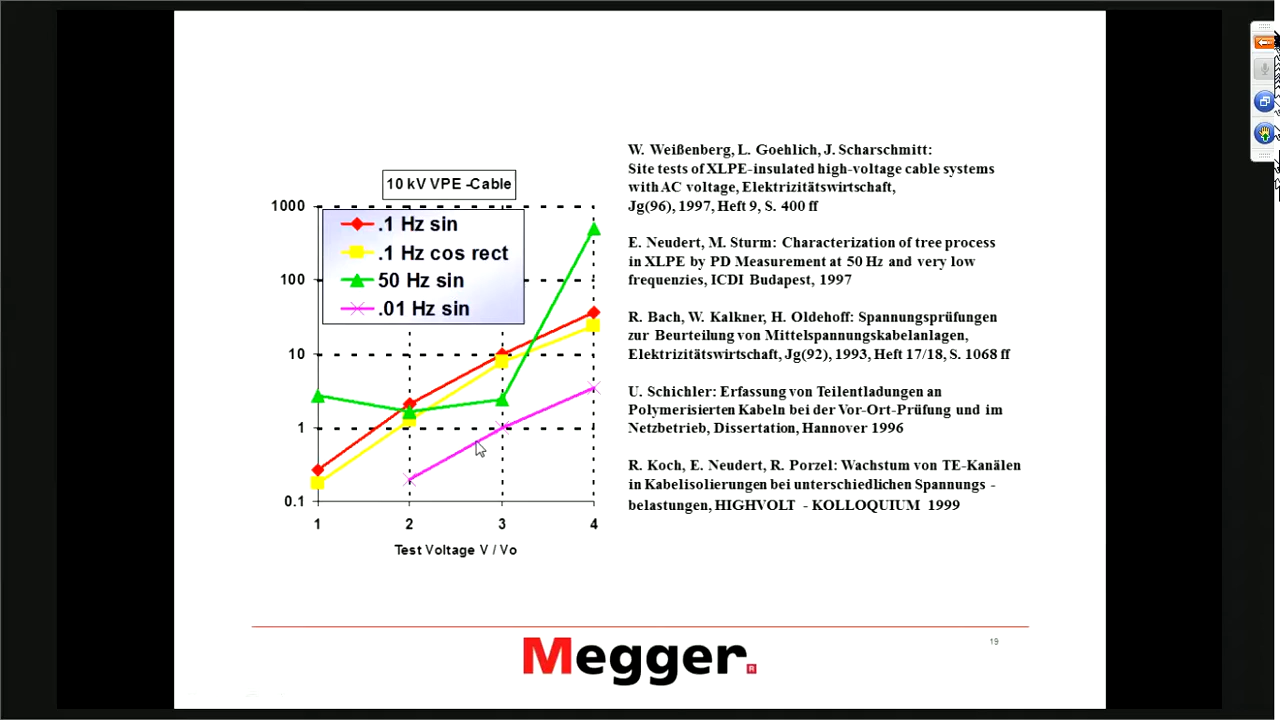 10 kV VPE -Cable
1000
100
10
1
0.1
.1 Hz sin
.1 Hz cos rect
50 Hz sin
.01 Hz sin
1 2 3 4
Test Voltage V / Vo
W. Weißenberg, L. Goehlich, J. Scharschmitt:
Site tests of XLPE-insulated high-voltage cable systems
with AC voltage, Elektrizitätswirtschaft,
Jg(96), 1997, Heft 9, S. 400 ff
E. Neudert, M. Sturm: Characterization of tree process
in XLPE by PD Measurement at 50 Hz and very low
frequenzies, ICDI Budapest, 1997
R. Bach, W. Kalkner, H. Oldehoff: Spannungsprüfungen
zur Beurteilung von Mittelspannungskabelanlagen,
Elektrizitätswirtschaft, Jg(92), 1993, Heft 17/18, S. 1068 ff
U. Schichler: Erfassung von Teilentladungen an
Polymerisierten Kabeln bei der Vor-Ort-Prüfung und im
Netzbetrieb, Dissertation, Hannover 1996
R. Koch, E. Neudert, R. Porzel: Wachstum von TE-Kanälen
in Kabelisolierungen bei unterschiedlichen Spannungs -
belastungen, HIGHVOLT - KOLLOQUIUM 1999
19
Megger.®